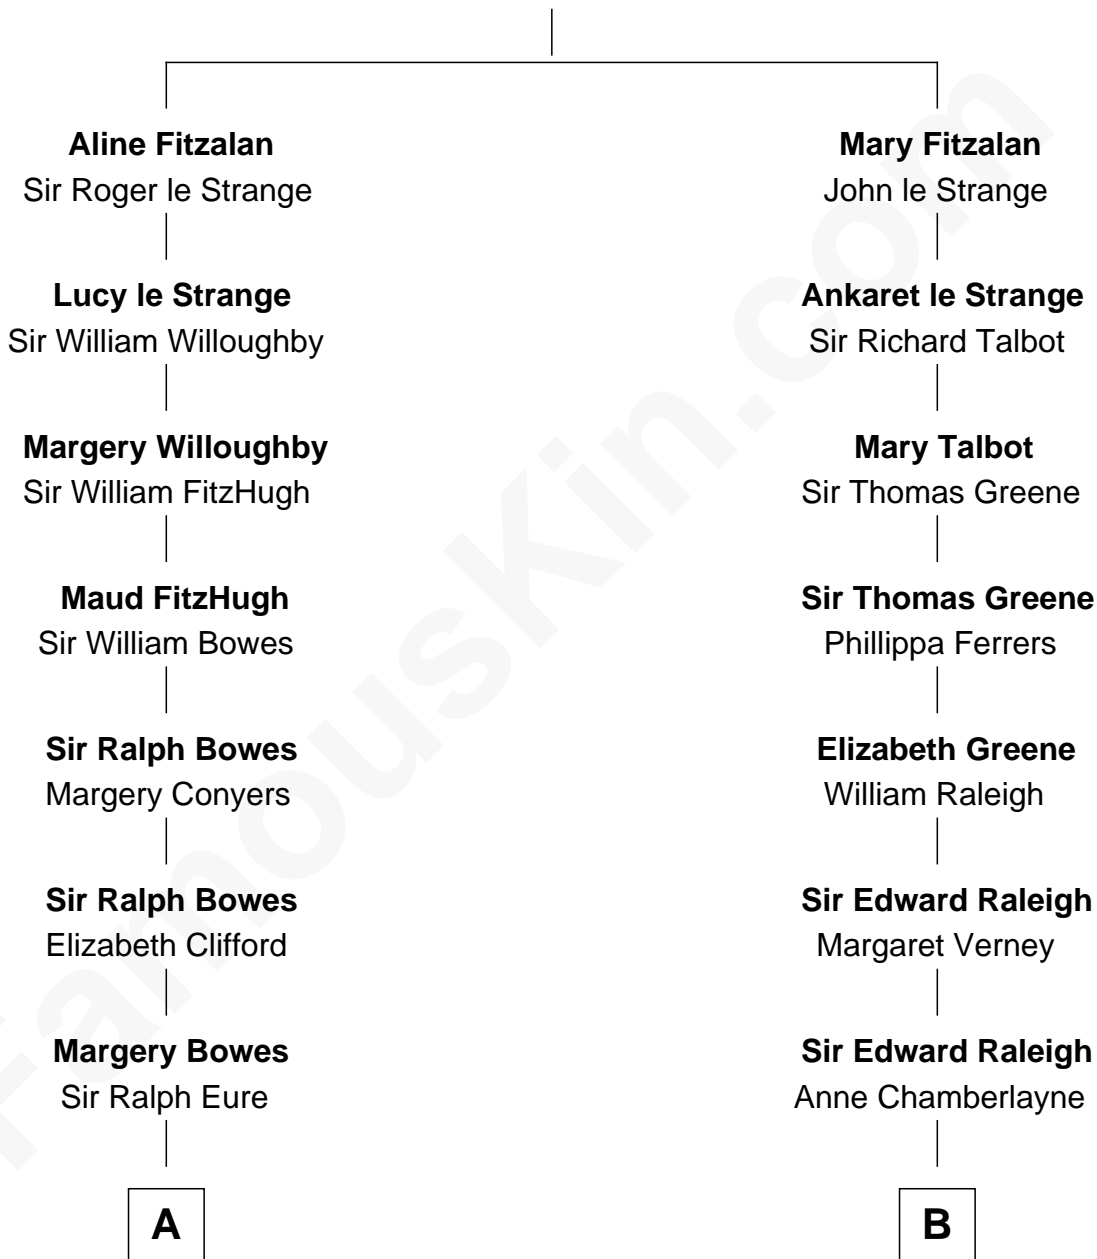 Aline Fitzalan
Sir Roger le Strange
Lucy le Strange
Sir William Willoughby
Margery Willoughby
Sir William FitzHugh
Maud FitzHugh
Sir William Bowes
Sir Ralph Bowes
Margery Conyers
Sir Ralph Bowes
Elizabeth Clifford
Margery Bowes
Sir Ralph Eure
A
Mary Fitzalan
John le Strange
Ankaret le Strange
Sir Richard Talbot
Mary Talbot
Sir Thomas Greene
Sir Thomas Greene
Phillippa Ferrers
Elizabeth Greene
William Raleigh
Sir Edward Raleigh
Margaret Verney
Sir Edward Raleigh
Anne Chamberlayne
B
FamousKin.com